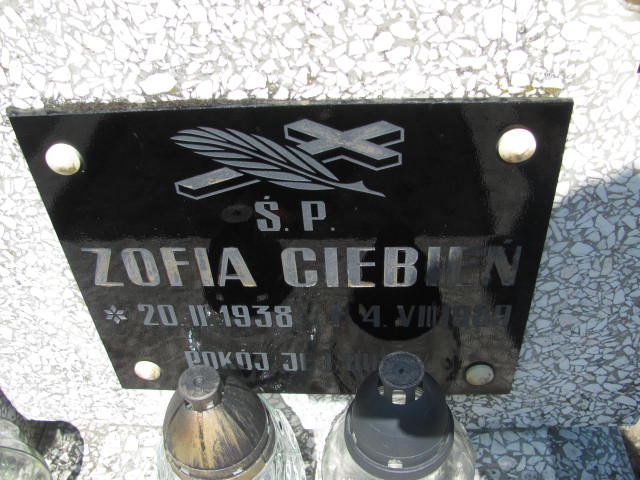 Ś. P.
ZOFIA CIEBIEŃ
* 20. II. 1938 4. VIII
POKÓJ JEJ